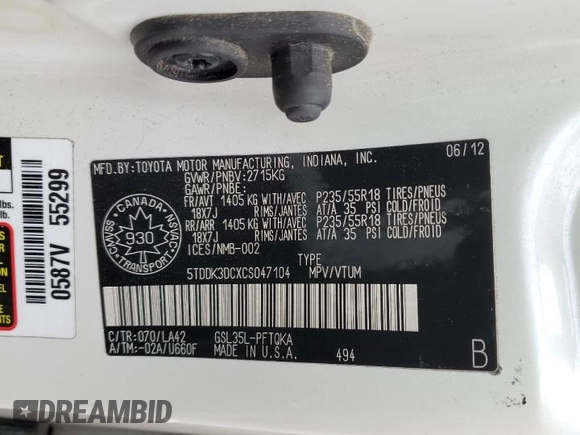 MFD.BY:TOYOTA MOTOR MANUFACTURING, INDIANA, INC. 06/12
GVWR/PNBV:2715KG
GAWR/PNBE:
FR/AVT 1405 KG WITH/AVEC P235/55R18 TIRES/PNEUS
18X7J RIMS/JANTES AT/A 35 PSI COLD/FROID
RR/ARR 1405 KG WITH/AVEC P235/55R18 TIRES/PNEUS
18X7J RIMS/JANTES AT/A 35 PSI COLD/FROID
ICES/NMB-002
CANADA
930
TRANSPORT
TYPE
5TDDK3DCXCS047104 MPV/VTUM
C/TR:070/LA42 GSL35L-PFTQKA
A/TM:-02A/U660F MADE IN U.S.A. 494
B
0587V 55299
lbs.
lb.
DREAMBID